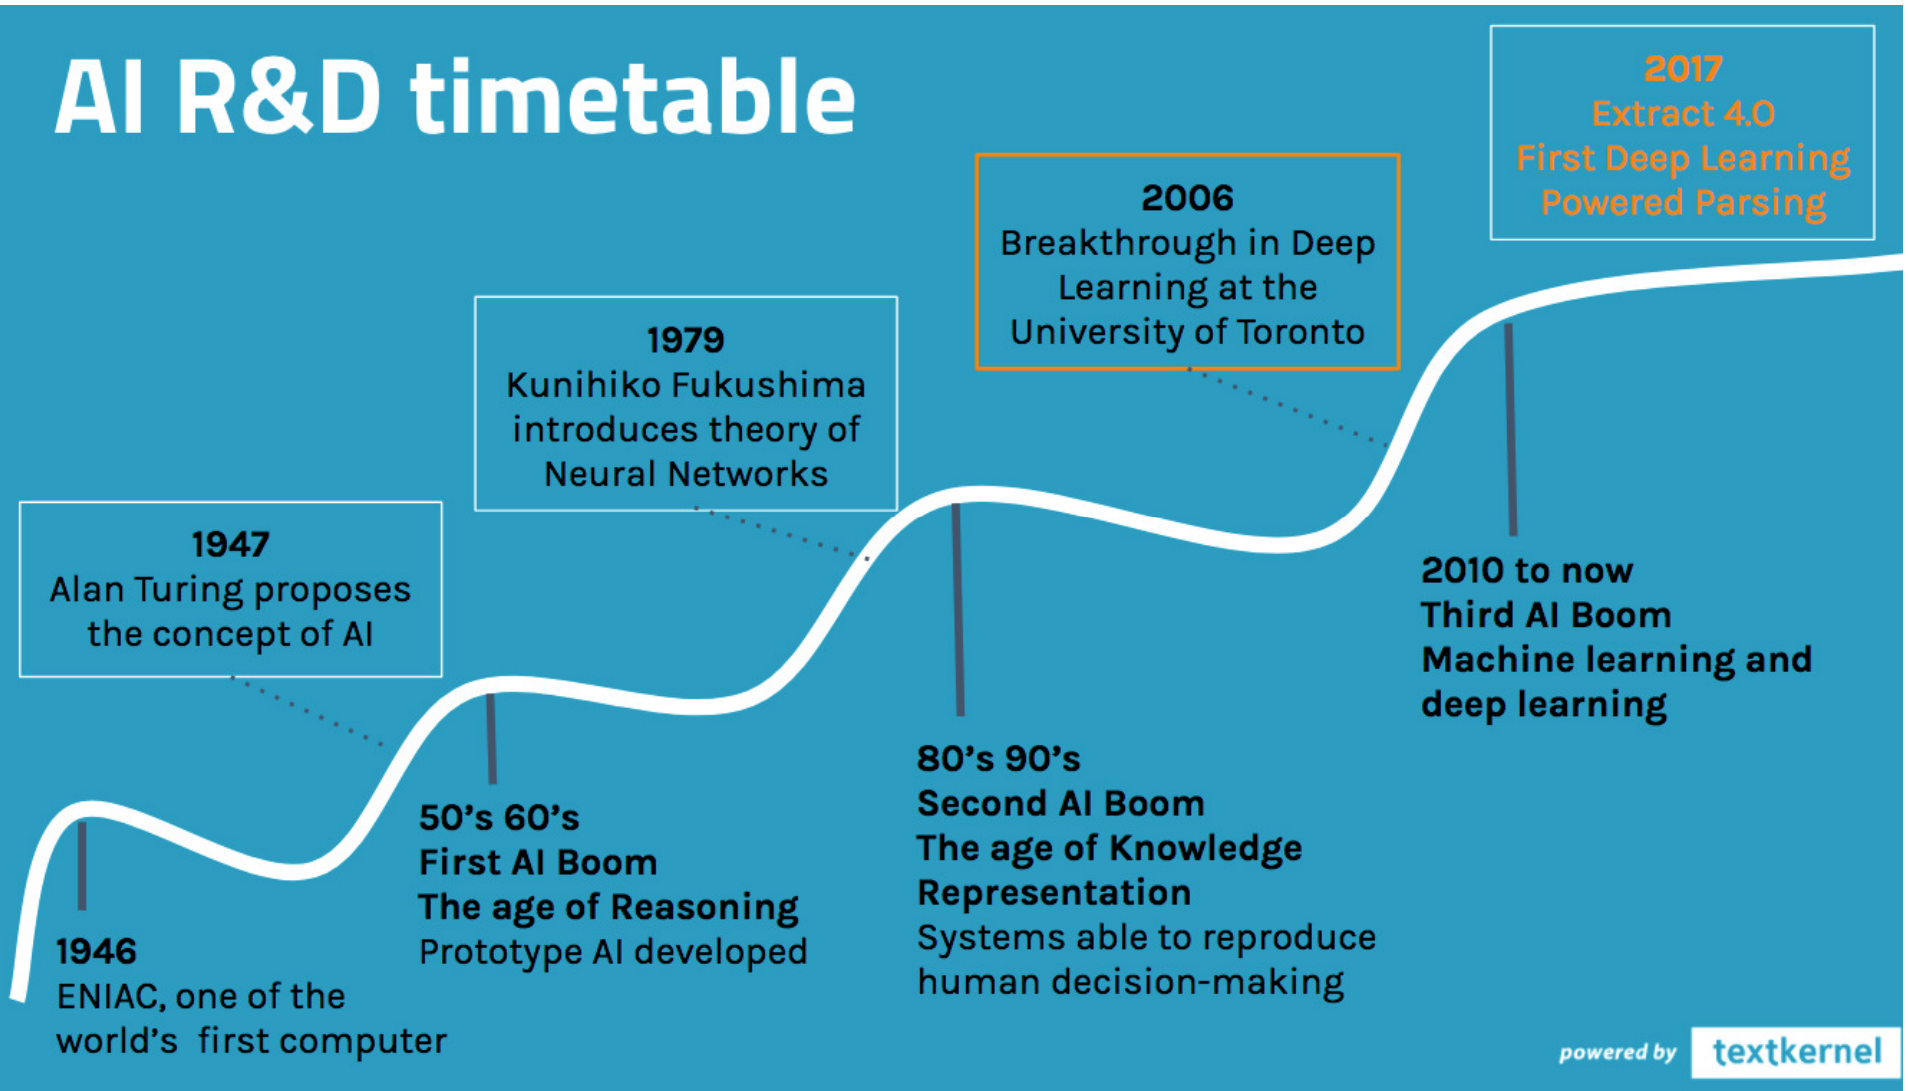 AI R&D timetable
2017
Extract 4.0
First Deep Learning
Powered Parsing
2006
Breakthrough in Deep
Learning at the
University of Toronto
1979
Kunihiko Fukushima
introduces theory of
Neural Networks
1947
Alan Turing proposes
the concept of AI
1946
ENIAC, one of the
world's first computer
50's 60's
First AI Boom
The age of Reasoning
Prototype AI developed
80's 90's
Second AI Boom
The age of Knowledge
Representation
Systems able to reproduce
human decision-making
2010 to now
Third AI Boom
Machine learning and
deep learning
powered by textkernel